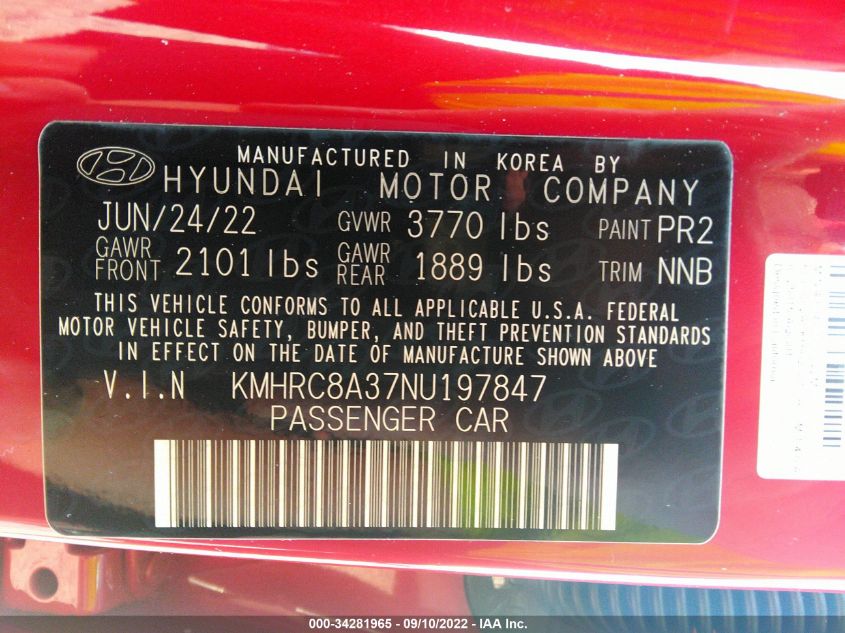 MANUFACTURED IN KOREA BY
HYUNDAI MOTOR COMPANY
JUN/24/22 GVWR 3770 lbs PAINT PR2
GAWR FRONT 2101 lbs GAWR REAR 1889 lbs TRIM NNB
THIS VEHICLE CONFORMS TO ALL APPLICABLE U.S.A. FEDERAL
MOTOR VEHICLE SAFETY, BUMPER, AND THEFT PREVENTION STANDARDS
IN EFFECT ON THE DATE OF MANUFACTURE SHOWN ABOVE
V.I.N KMHRC8A37NU197847
PASSENGER CAR
000-34281965 - 09/10/2022 - IAA Inc.